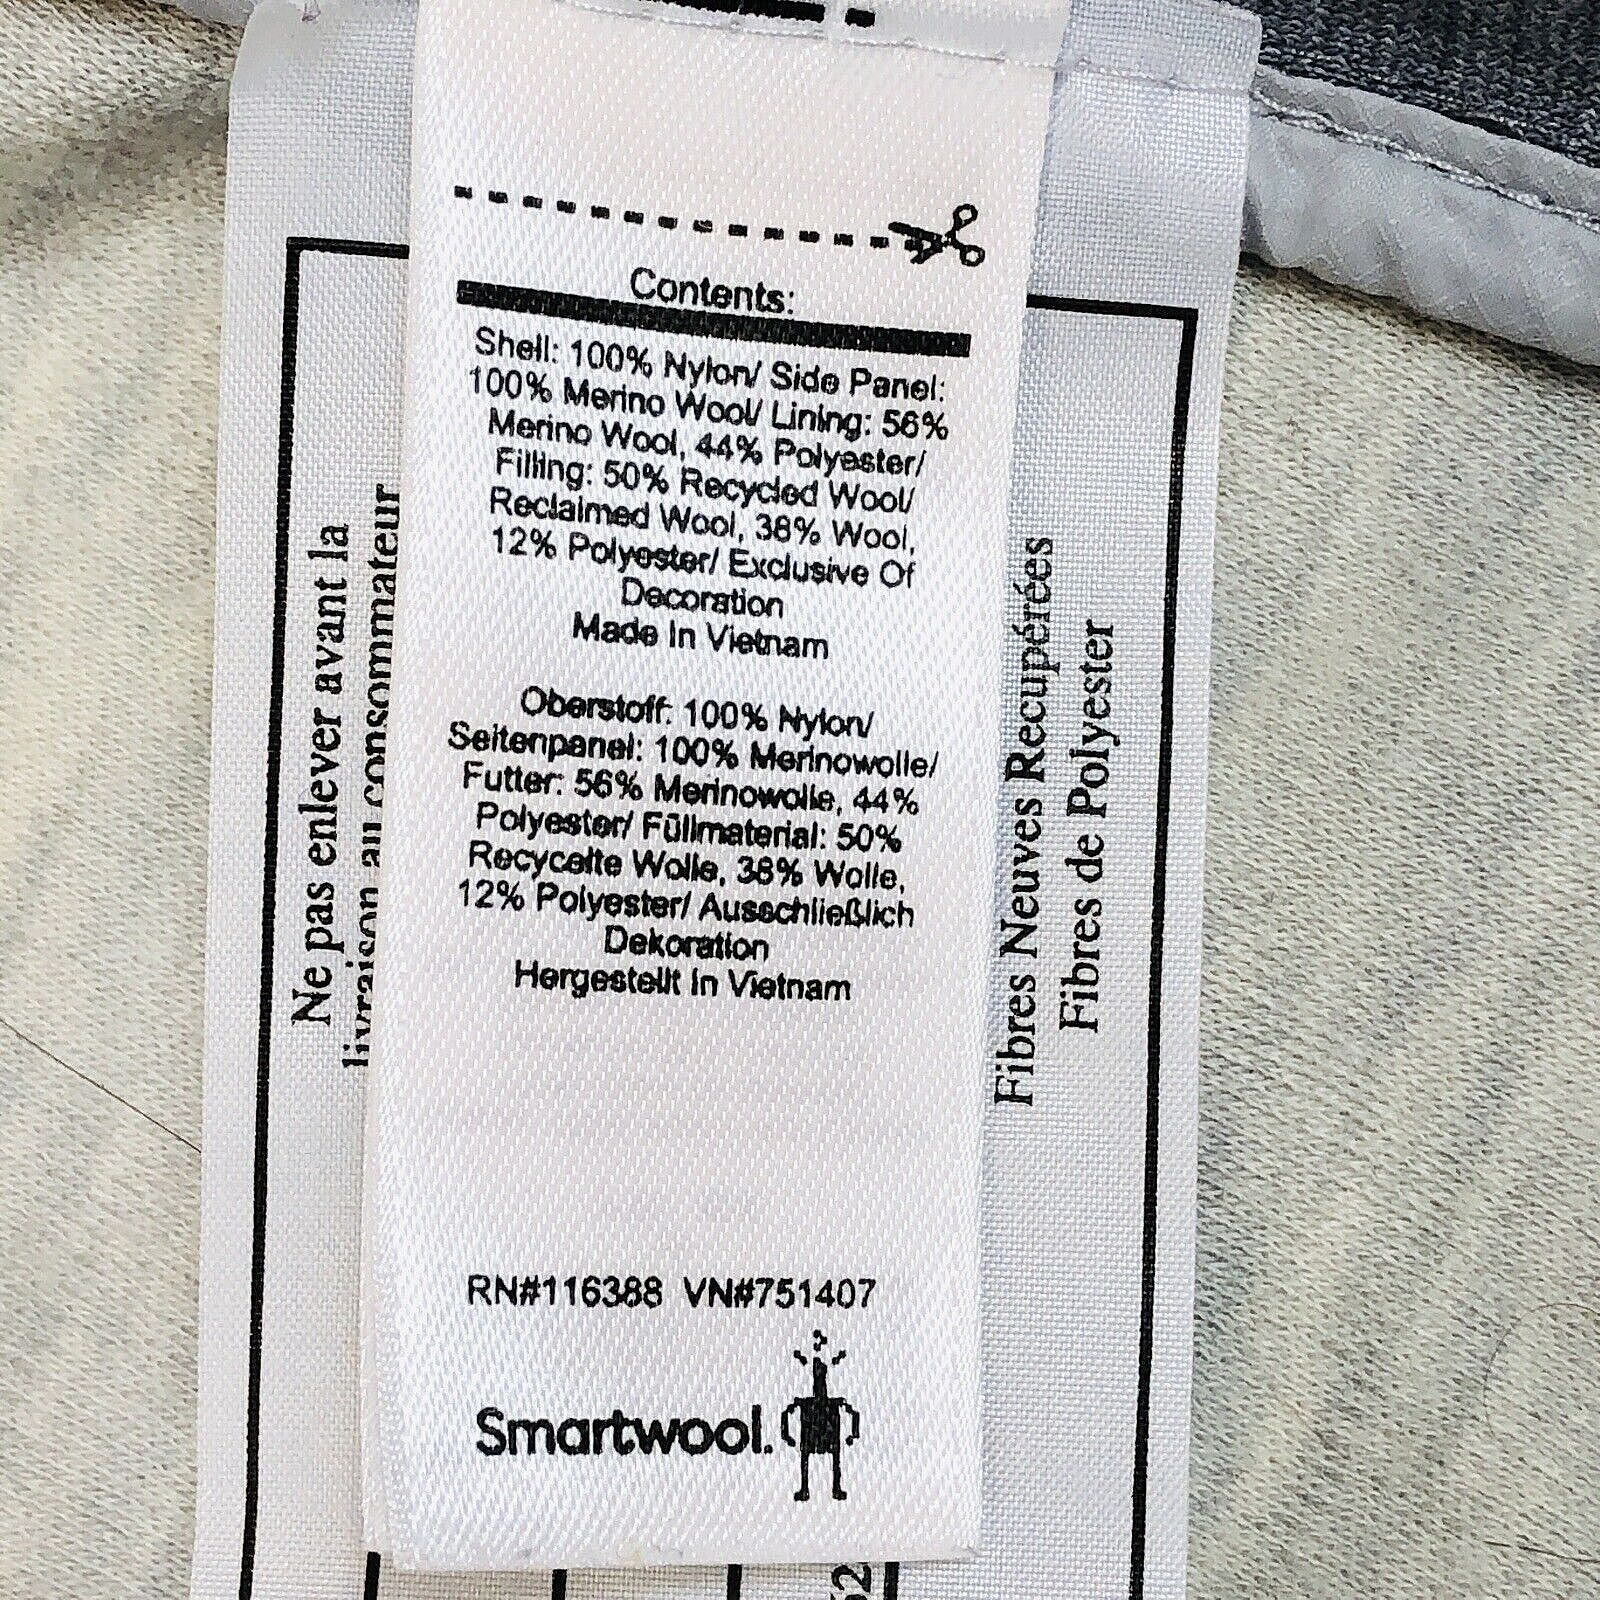 Contents:
Shell: 100% Nylon/ Side Panel:
100% Merino Wool/ Lining: 56%
Merino Wool, 44% Polyester/
Filling: 50% Recycled Wool/
Reclaimed Wool, 38% Wool,
12% Polyester/ Exclusive Of
Decoration
Made In Vietnam
Oberstoff: 100% Nylon/
Seitenpanel: 100% Merinowolle/
Futter: 56% Merinowolle, 44%
Polyester/ Füllmaterial: 50%
Recycelte Wolle, 38% Wolle,
12% Polyester/ Ausschließlich
Dekoration
Hergestellt In Vietnam
RN#116388 VN#751407
Smartwool.
Ne pas enlever avant la
livraison au consommateur
Fibres Neuves Recupérées
Fibres de Polyester